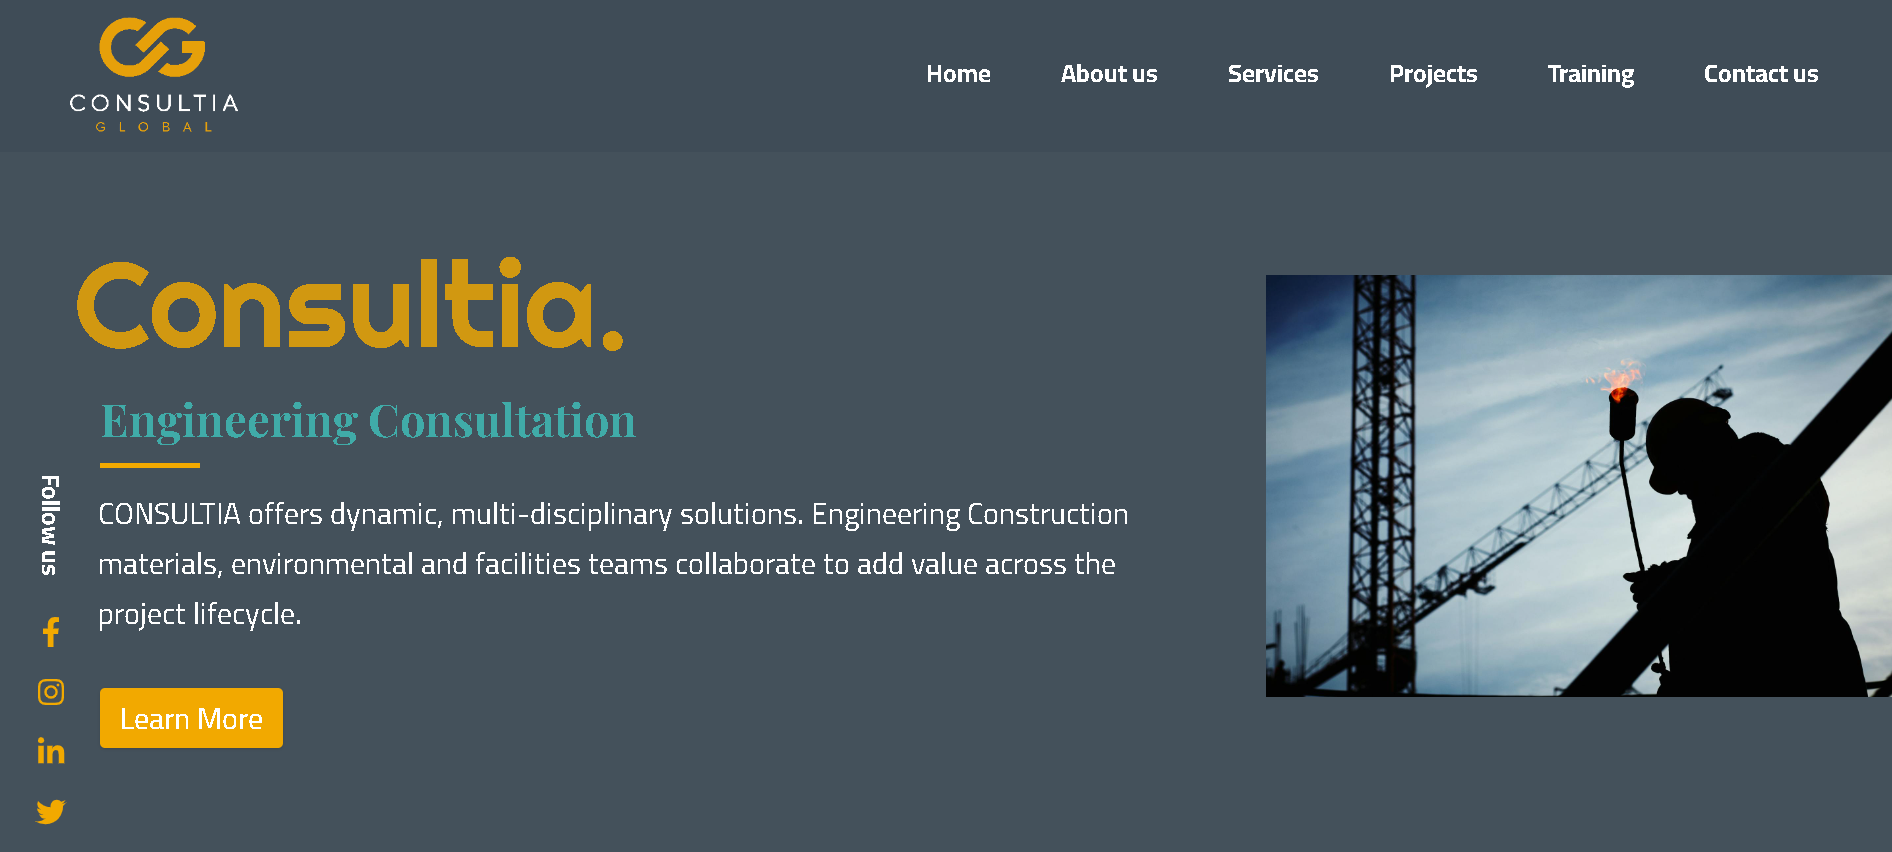 CONSULTIA
GLOBAL
Home
About us
Services
Projects
Training
Contact us
Consultia.
Engineering Consultation
CONSULTIA offers dynamic, multi-disciplinary solutions. Engineering Construction
materials, environmental and facilities teams collaborate to add value across the
project lifecycle.
Learn More
Follow us